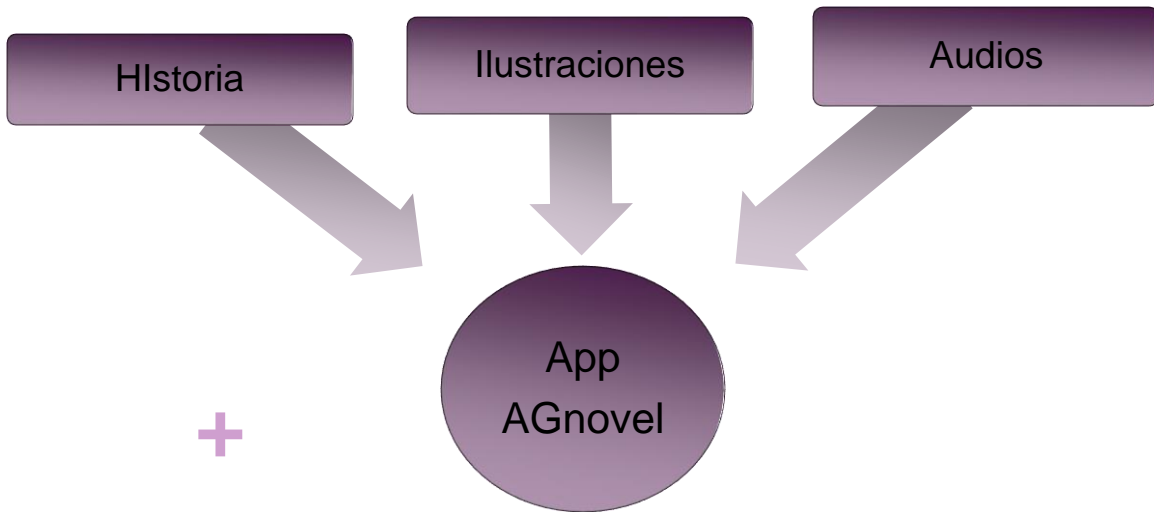 HIstoria
Ilustraciones
Audios
App
AGnovel
+